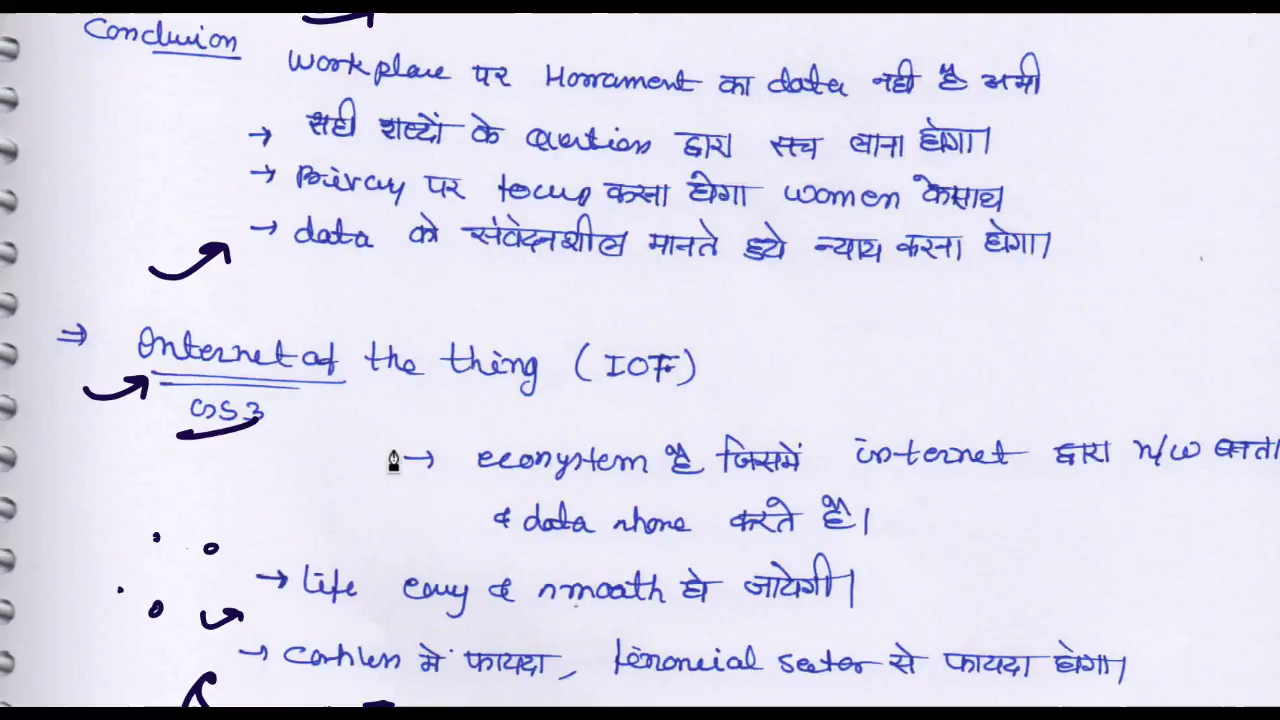 Conclusion
Workplace पर Harrasment का data नही है अभी
→ सही शब्दों के Question द्वारा सच लाना होगा।
→ Privacy पर focus करना होगा women के साथ
→ data को संवेदनशील मानते हुये न्याय करना होगा।
⇒ Internet of the thing (IOT)
GS3
→ ecosystem है जिसमें internet द्वारा n/w बनता
& data share करते है।
→ life easy & smooth हो जायेगी।
→ Cashless मे फायदा, financial sector से फायदा होगा।